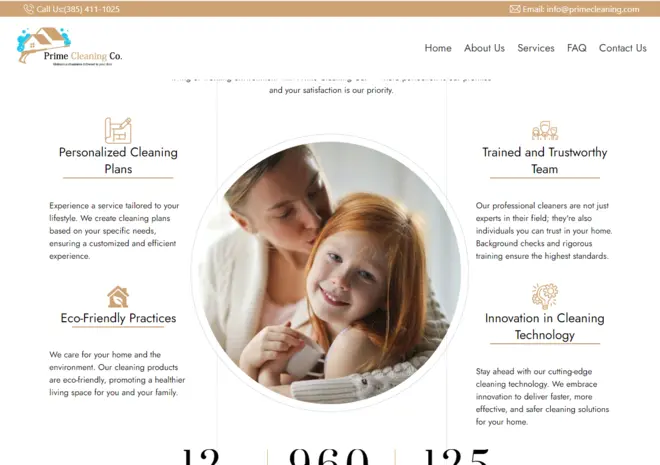 Call Us:(385) 411-1025
Email: info@primecleaning.com
Prime Cleaning Co.
Home
About Us
Services
FAQ
Contact Us
and your satisfaction is our priority.
Personalized Cleaning
Plans
Experience a service tailored to your
lifestyle. We create cleaning plans
based on your specific needs,
ensuring a customized and efficient
experience.
Eco-Friendly Practices
We care for your home and the
environment. Our cleaning products
are eco-friendly, promoting a healthier
living space for you and your family.
Trained and Trustworthy
Team
Our professional cleaners are not just
experts in their field; they're also
individuals you can trust in your home.
Background checks and rigorous
training ensure the highest standards.
Innovation in Cleaning
Technology
Stay ahead with our cutting-edge
cleaning technology. We embrace
innovation to deliver faster, more
effective, and safer cleaning solutions
for your home.
12
960
125